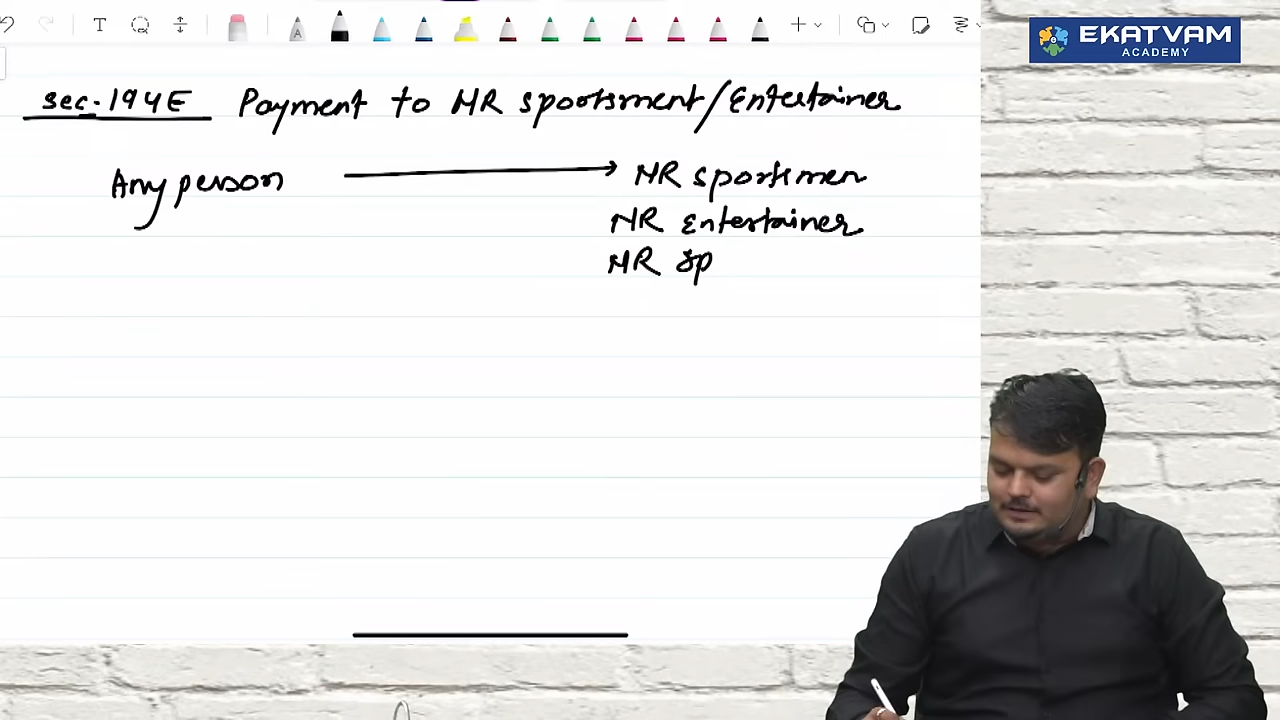 EKATVAM
ACADEMY
Sec. 194E Payment to NR Sportsment/Entertainer
Any person
NR sportsmen
NR Entertainer
NR Sp